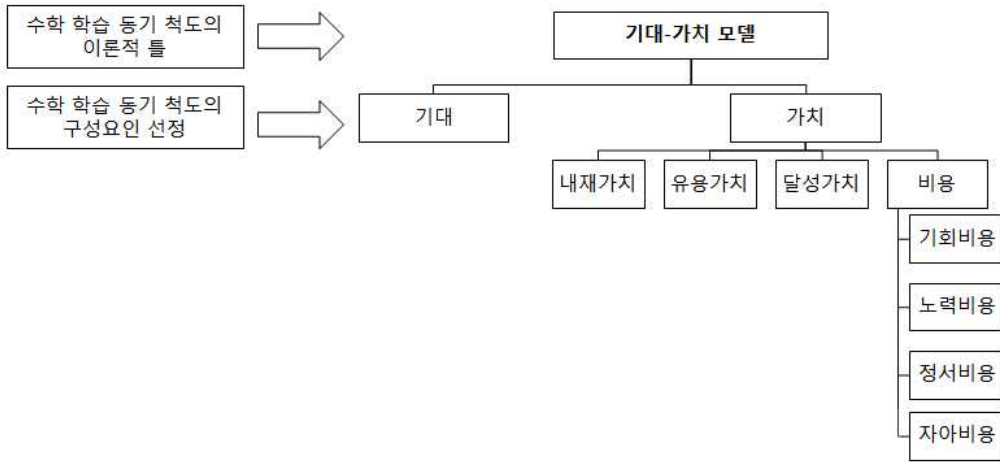 수학 학습 동기 척도의
이론적 틀
기대-가치 모델
수학 학습 동기 척도의
구성요인 선정
기대
가치
내재가치
유용가치
달성가치
비용
기회비용
노력비용
정서비용
자아비용